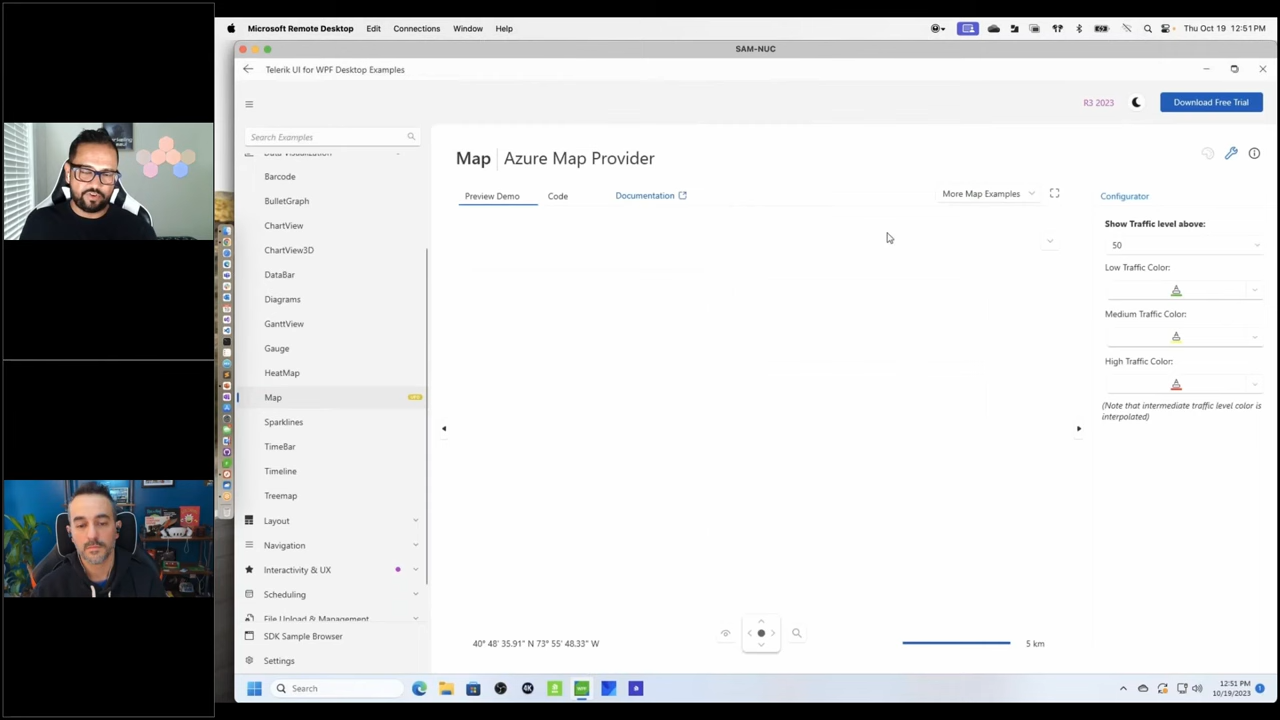 Microsoft Remote Desktop Edit Connections Window Help
Thu Oct 19 12:51 PM
SAM-NUC
Telerik UI for WPF Desktop Examples
R3 2023
Download Free Trial
Search Examples
Data Visualization
Barcode
BulletGraph
ChartView
ChartView3D
DataBar
Diagrams
GanttView
Gauge
HeatMap
Map
Sparklines
TimeBar
Timeline
Treemap
Layout
Navigation
Interactivity & UX
Scheduling
File Upload & Management
SDK Sample Browser
Settings
Map | Azure Map Provider
Preview Demo Code Documentation
More Map Examples
40° 48' 35.91" N 73° 55' 48.33" W
5 km
Configurator
Show Traffic level above:
50
Low Traffic Color:
Medium Traffic Color:
High Traffic Color:
(Note that intermediate traffic level color is
interpolated)
Search
12:51 PM
10/19/2023